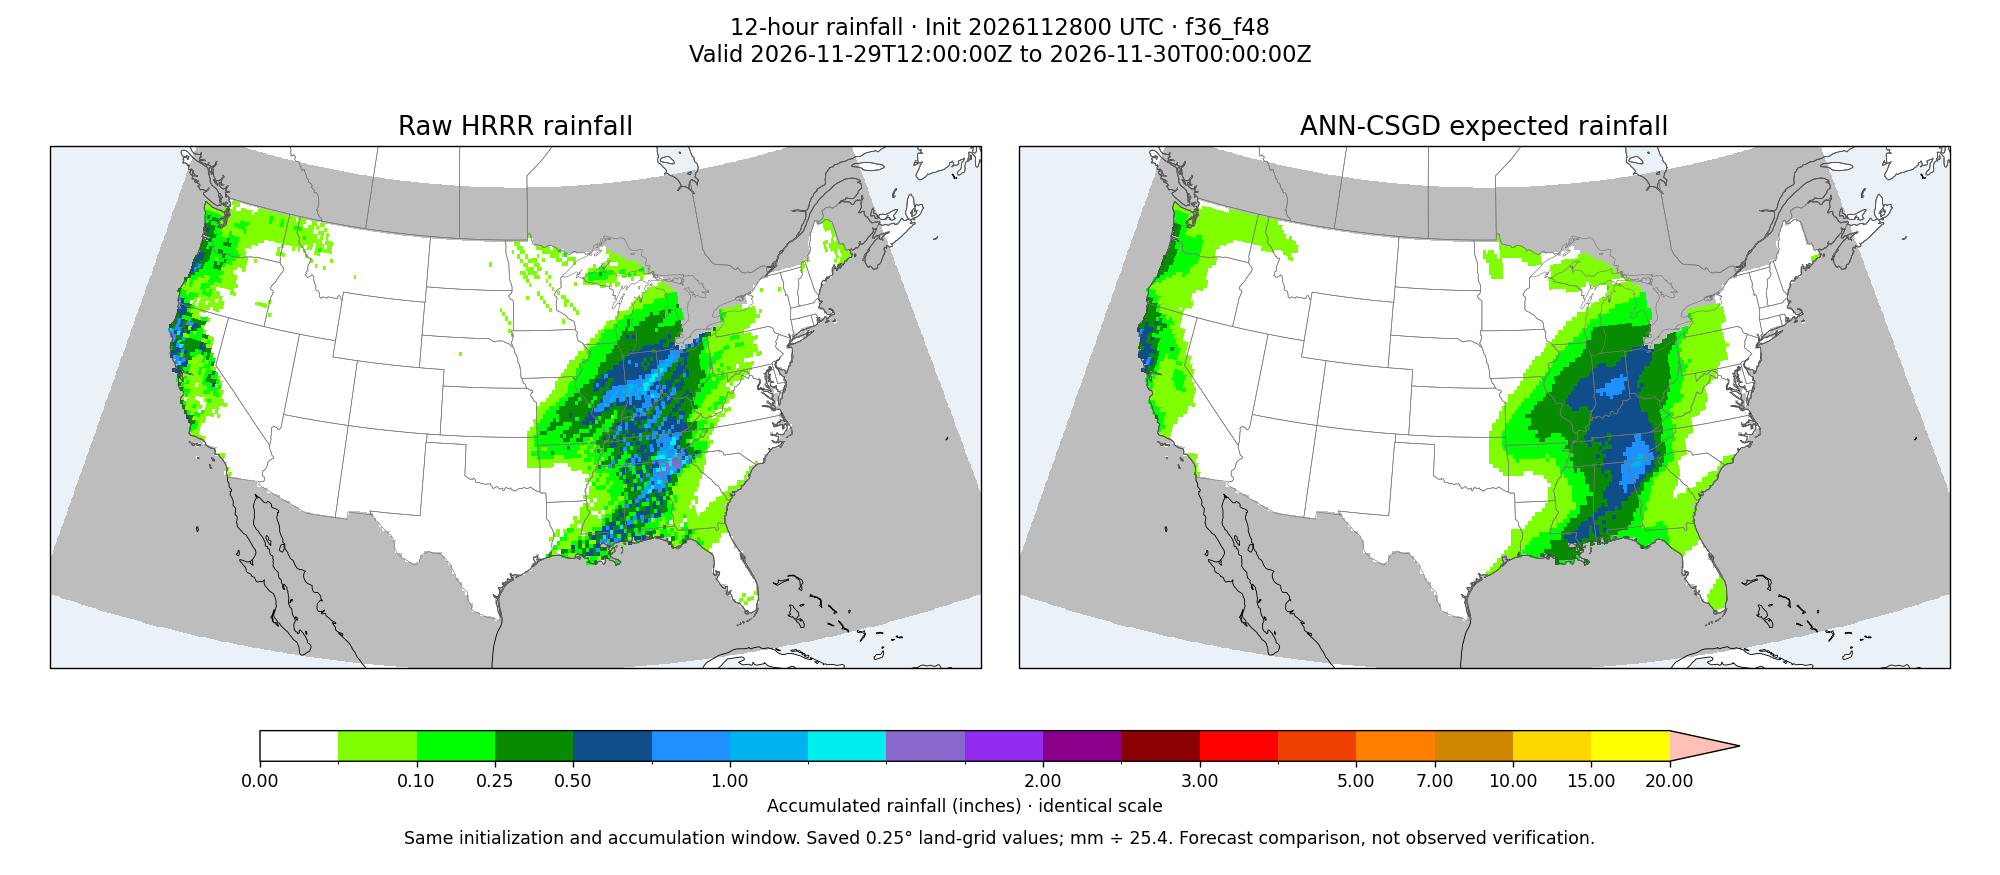 12-hour rainfall · Init 2026112800 UTC · f36_f48
Valid 2026-11-29T12:00:00Z to 2026-11-30T00:00:00Z
Raw HRRR rainfall
ANN-CSGD expected rainfall
0.00 0.10 0.25 0.50 1.00 2.00 3.00 5.00 7.00 10.00 15.00 20.00
Accumulated rainfall (inches) · identical scale
Same initialization and accumulation window. Saved 0.25° land-grid values; mm ÷ 25.4. Forecast comparison, not observed verification.